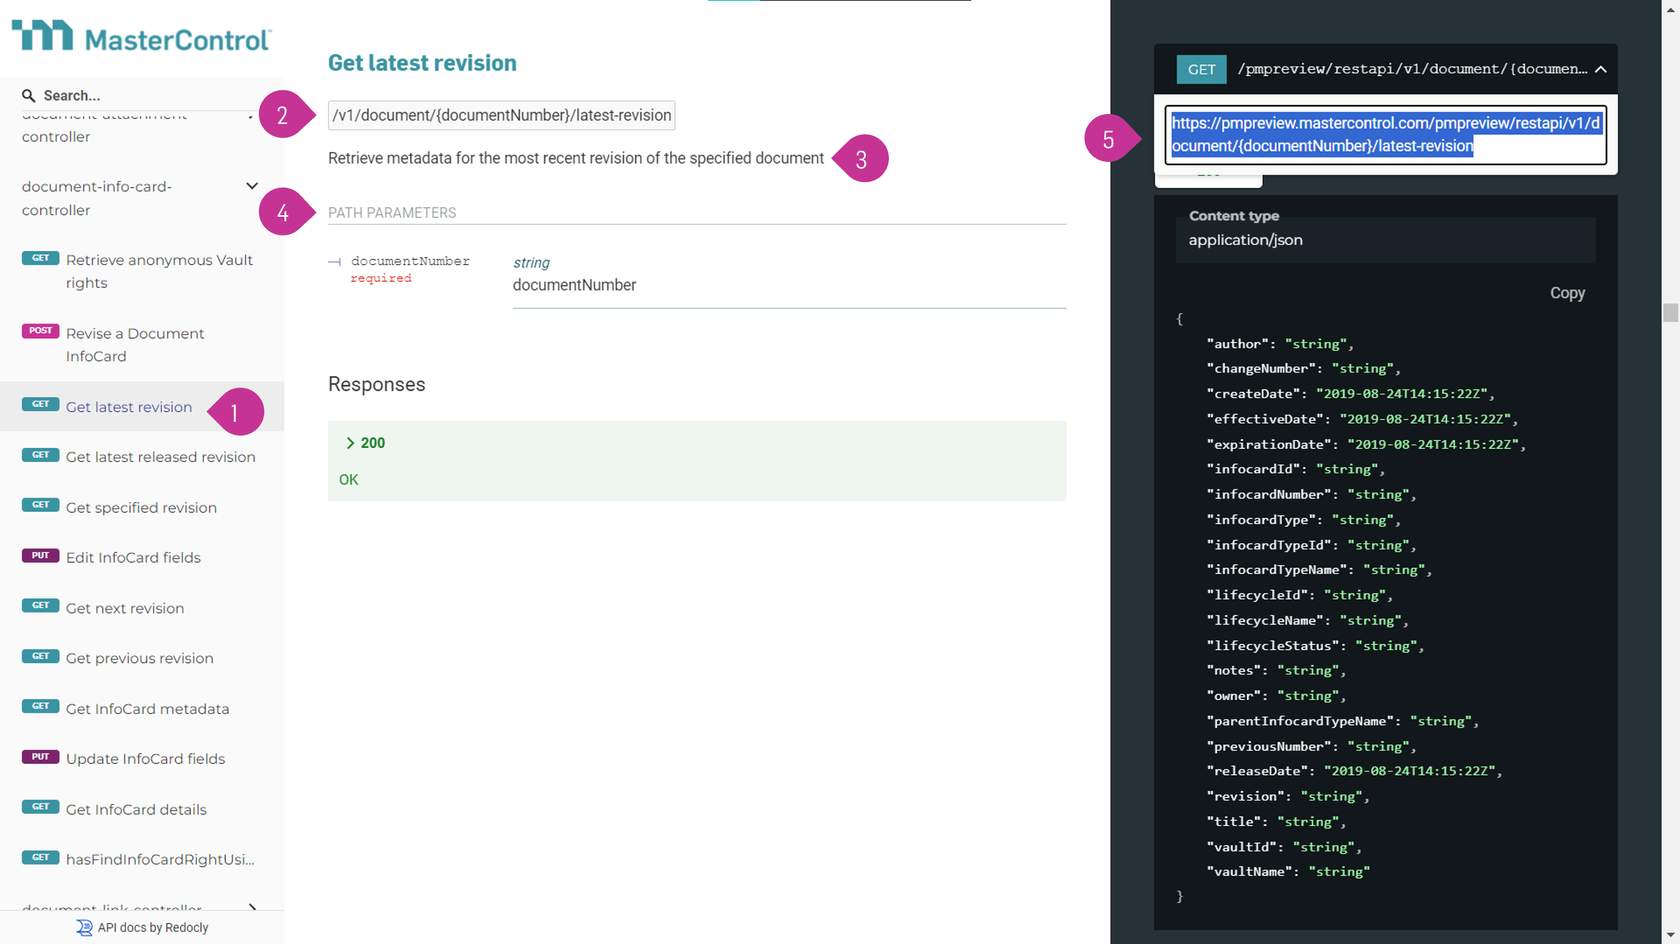 MasterControl
Search...
document-attachment-
controller
document-info-card-
controller
GET Retrieve anonymous Vault
rights
POST Revise a Document
InfoCard
GET Get latest revision
1
GET Get latest released revision
GET Get specified revision
PUT Edit InfoCard fields
GET Get next revision
GET Get previous revision
GET Get InfoCard metadata
PUT Update InfoCard fields
GET Get InfoCard details
GET hasFindInfoCardRightUsi...
document-link-controller
API docs by Redocly
Get latest revision
2
/v1/document/{documentNumber}/latest-revision
Retrieve metadata for the most recent revision of the specified document
3
4
PATH PARAMETERS
documentNumber
required
string
documentNumber
Responses
200
OK
GET /pmpreview/restapi/v1/document/{documen...
5
https://pmpreview.mastercontrol.com/pmpreview/restapi/v1/d
ocument/{documentNumber}/latest-revision
200
Content type
application/json
Copy
{
"author": "string",
"changeNumber": "string",
"createDate": "2019-08-24T14:15:22Z",
"effectiveDate": "2019-08-24T14:15:22Z",
"expirationDate": "2019-08-24T14:15:22Z",
"infocardId": "string",
"infocardNumber": "string",
"infocardType": "string",
"infocardTypeId": "string",
"infocardTypeName": "string",
"lifecycleId": "string",
"lifecycleName": "string",
"lifecycleStatus": "string",
"notes": "string",
"owner": "string",
"parentInfocardTypeName": "string",
"previousNumber": "string",
"releaseDate": "2019-08-24T14:15:22Z",
"revision": "string",
"title": "string",
"vaultId": "string",
"vaultName": "string"
}